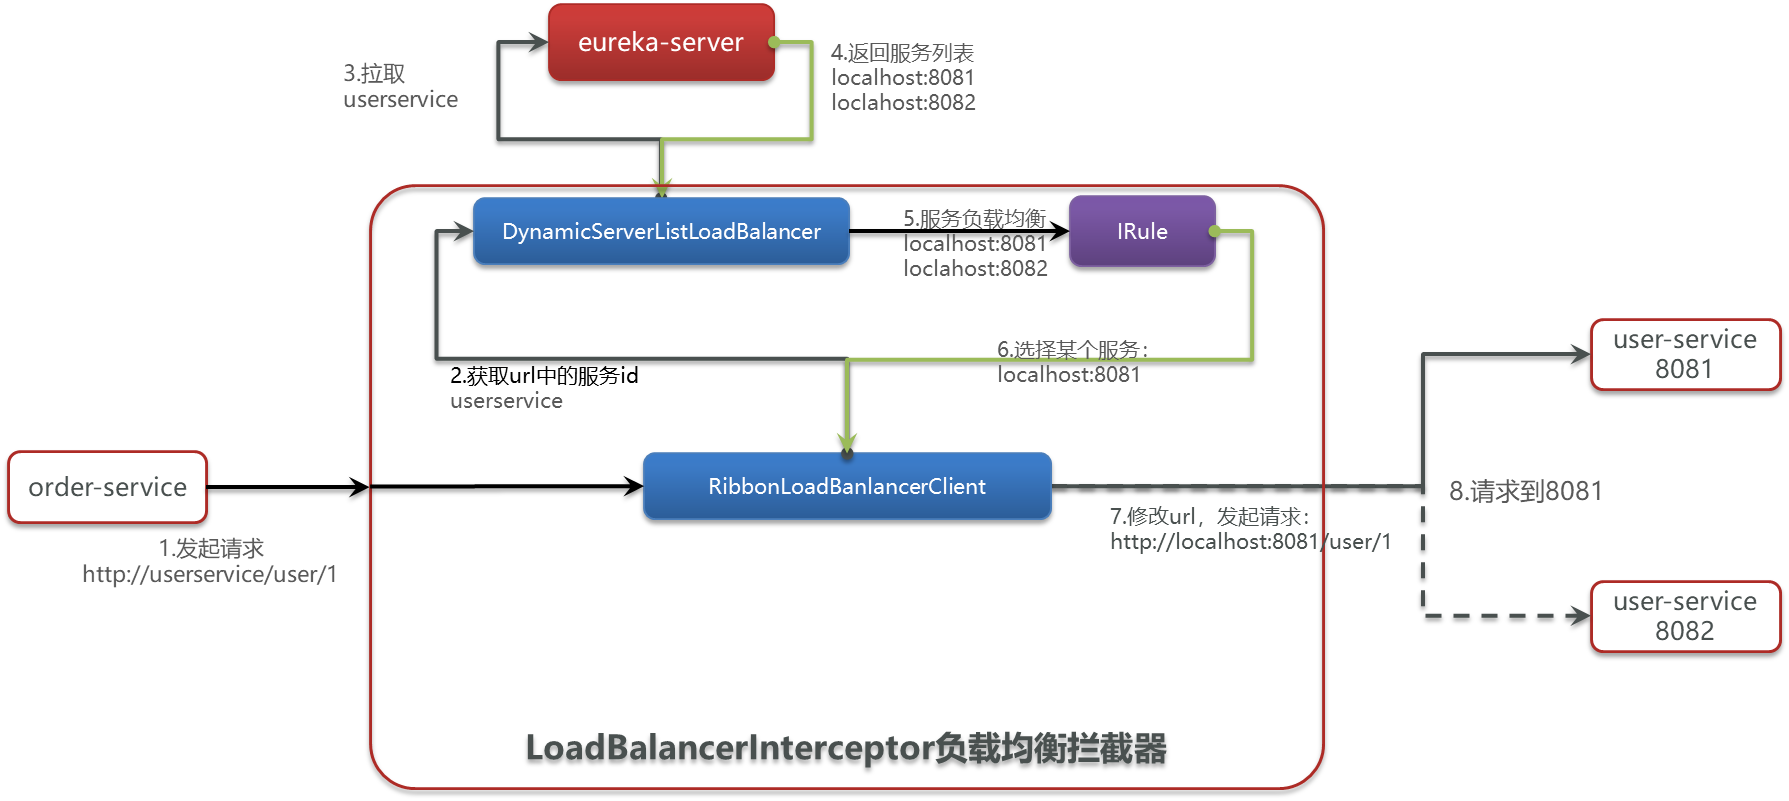 eureka-server
3.拉取
userservice
4.返回服务列表
localhost:8081
loclahost:8082
DynamicServerListLoadBalancer
5.服务负载均衡
localhost:8081
loclahost:8082
IRule
2.获取url中的服务id
userservice
6.选择某个服务：
localhost:8081
order-service
1.发起请求
http://userservice/user/1
RibbonLoadBanlancerClient
7.修改url，发起请求：
http://localhost:8081/user/1
user-service
8081
8.请求到8081
user-service
8082
LoadBalancerInterceptor负载均衡拦截器